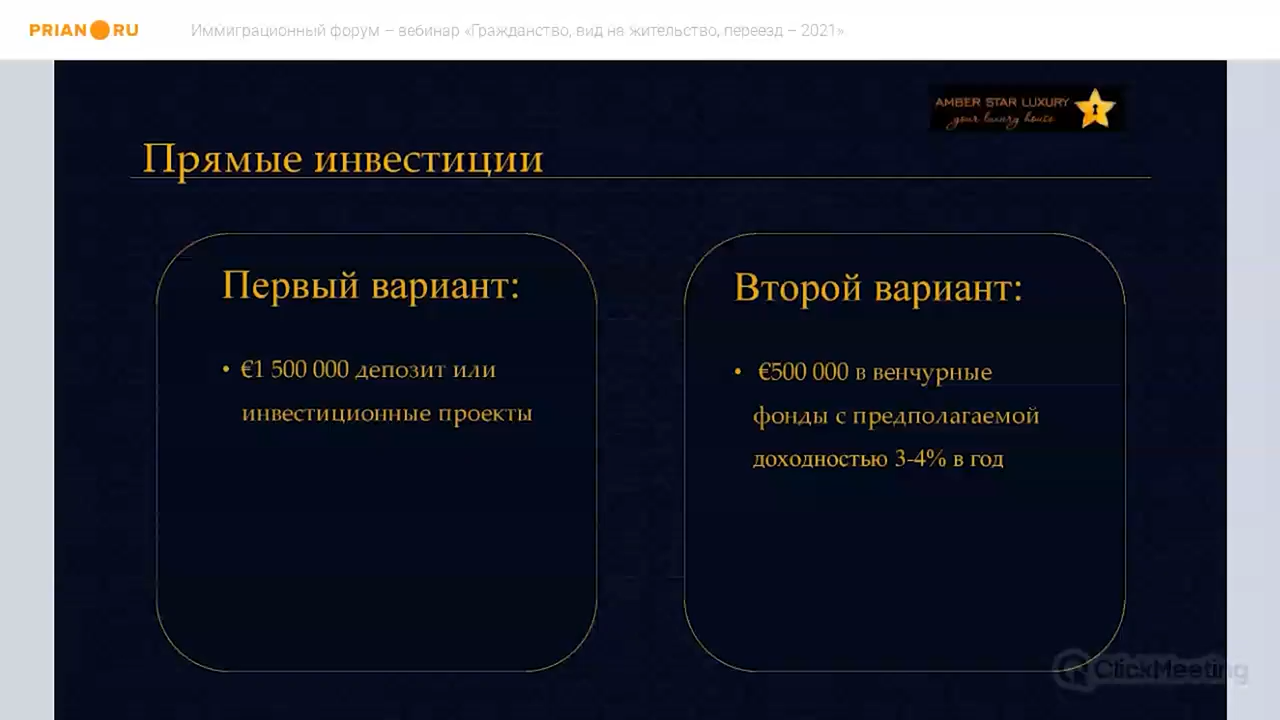 PRIAN RU
Иммиграционный форум – вебинар «Гражданство, вид на жительство, переезд – 2021»
AMBER STAR LUXURY
your luxury house
Прямые инвестиции
Первый вариант:
• €1 500 000 депозит или
инвестиционные проекты
Второй вариант:
• €500 000 в венчурные
фонды с предполагаемой
доходностью 3-4% в год
ClickMeeting